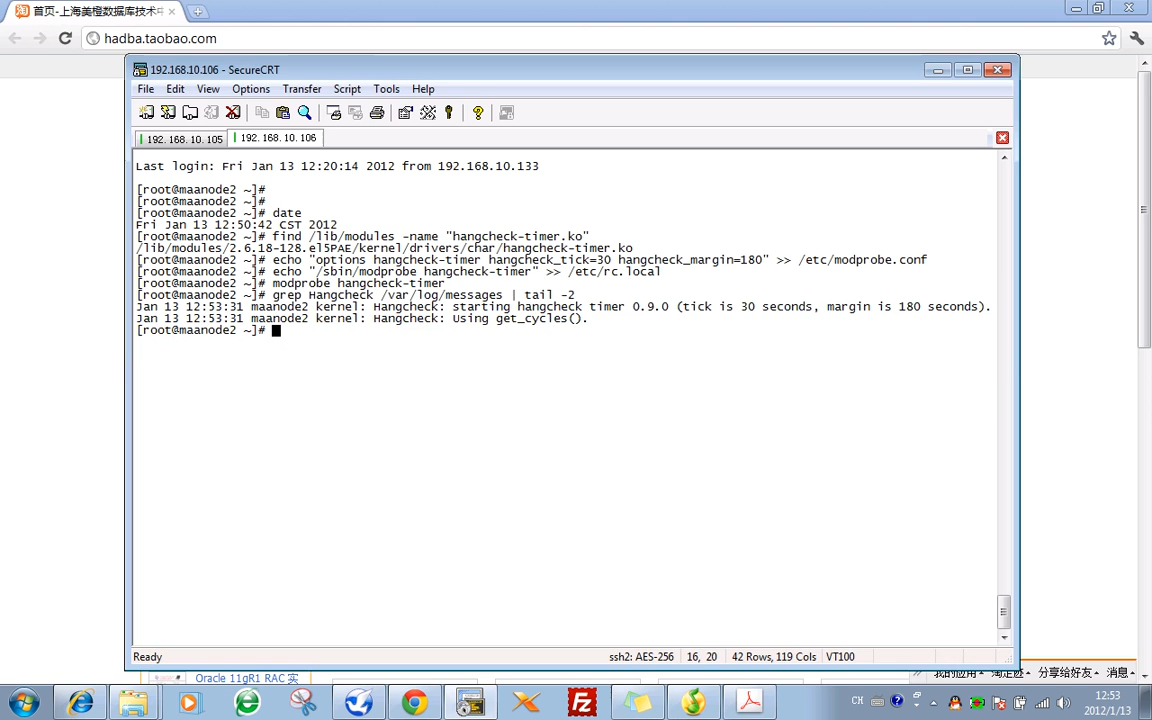 首页-上海美橙数据库技术中
hadba.taobao.com
192.168.10.106 - SecureCRT
File Edit View Options Transfer Script Tools Help
192.168.10.105 192.168.10.106
Last login: Fri Jan 13 12:20:14 2012 from 192.168.10.133
[root@maanode2 ~]#
[root@maanode2 ~]#
[root@maanode2 ~]# date
Fri Jan 13 12:50:42 CST 2012
[root@maanode2 ~]# find /lib/modules -name "hangcheck-timer.ko"
/lib/modules/2.6.18-128.el5PAE/kernel/drivers/char/hangcheck-timer.ko
[root@maanode2 ~]# echo "options hangcheck-timer hangcheck_tick=30 hangcheck_margin=180" >> /etc/modprobe.conf
[root@maanode2 ~]# echo "/sbin/modprobe hangcheck-timer" >> /etc/rc.local
[root@maanode2 ~]# modprobe hangcheck-timer
[root@maanode2 ~]# grep Hangcheck /var/log/messages | tail -2
Jan 13 12:53:31 maanode2 kernel: Hangcheck: starting hangcheck timer 0.9.0 (tick is 30 seconds, margin is 180 seconds).
Jan 13 12:53:31 maanode2 kernel: Hangcheck: Using get_cycles().
[root@maanode2 ~]#
Ready ssh2: AES-256 16, 20 42 Rows, 119 Cols VT100
Oracle 11gR1 RAC 实
我的应用 淘足迹 分享给好友 消息
CH
12:53
2012/1/13